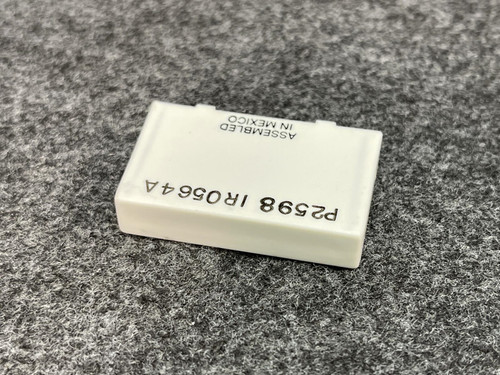 P2598 IR0564A
ASSEMBLED
IN MEXICO